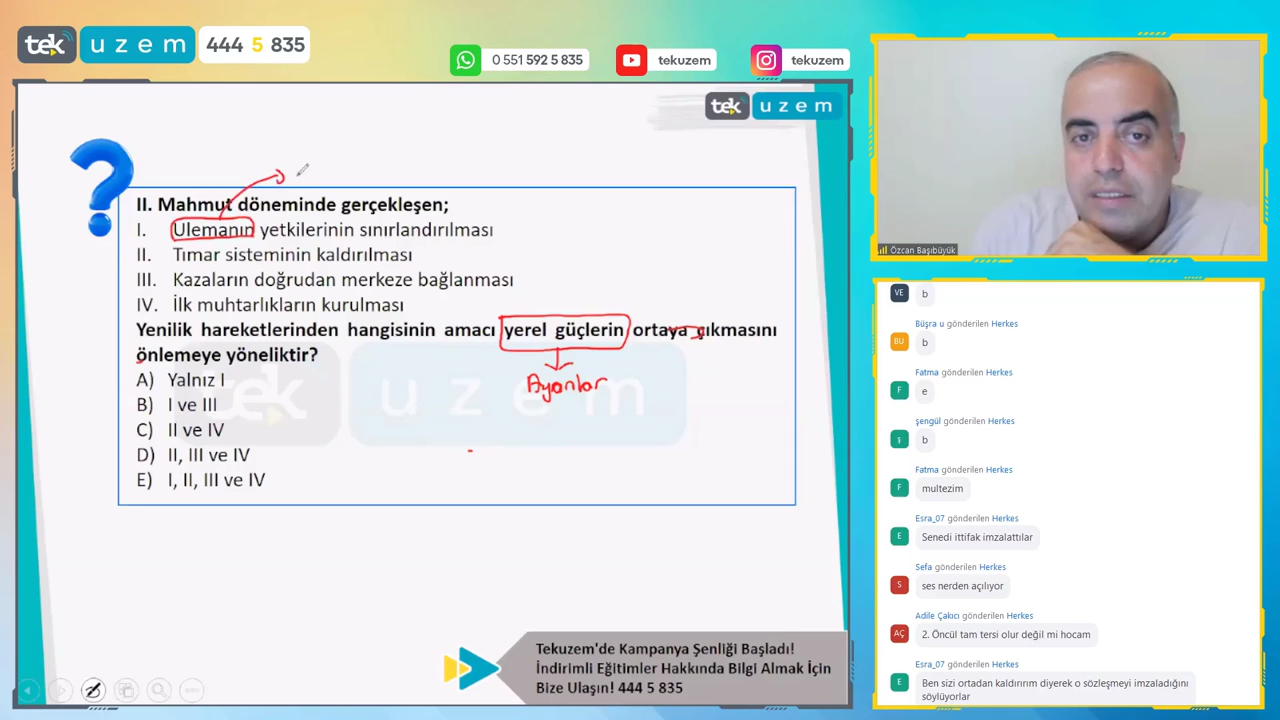 tek uzem 444 5 835
0 551 592 5 835
tekuzem
tekuzem
tek uzem
II. Mahmut döneminde gerçekleşen;
I. Ulemanın yetkilerinin sınırlandırılması
II. Tımar sisteminin kaldırılması
III. Kazaların doğrudan merkeze bağlanması
IV. İlk muhtarlıkların kurulması
Yenilik hareketlerinden hangisinin amacı yerel güçlerin ortaya çıkmasını
önlemeye yöneliktir?
Ayanlar
A) Yalnız I
B) I ve III
C) II ve IV
D) II, III ve IV
E) I, II, III ve IV
tek uzem
Tekuzem'de Kampanya Şenliği Başladı!
İndirimli Eğitimler Hakkında Bilgi Almak İçin
Bize Ulaşın! 444 5 835
Özcan Başıbüyük
VE
b
Büşra u gönderilen Herkes
BU
b
Fatma gönderilen Herkes
F
e
şengül gönderilen Herkes
ş
b
Fatma gönderilen Herkes
F
multezim
Esra_07 gönderilen Herkes
E
Senedi ittifak imzalattılar
Sefa gönderilen Herkes
S
ses nerden açılıyor
Adile Çakıcı gönderilen Herkes
AÇ
2. Öncül tam tersi olur değil mi hocam
Esra_07 gönderilen Herkes
E
Ben sizi ortadan kaldırırım diyerek o sözleşmeyi imzaladığını
söylüyorlar